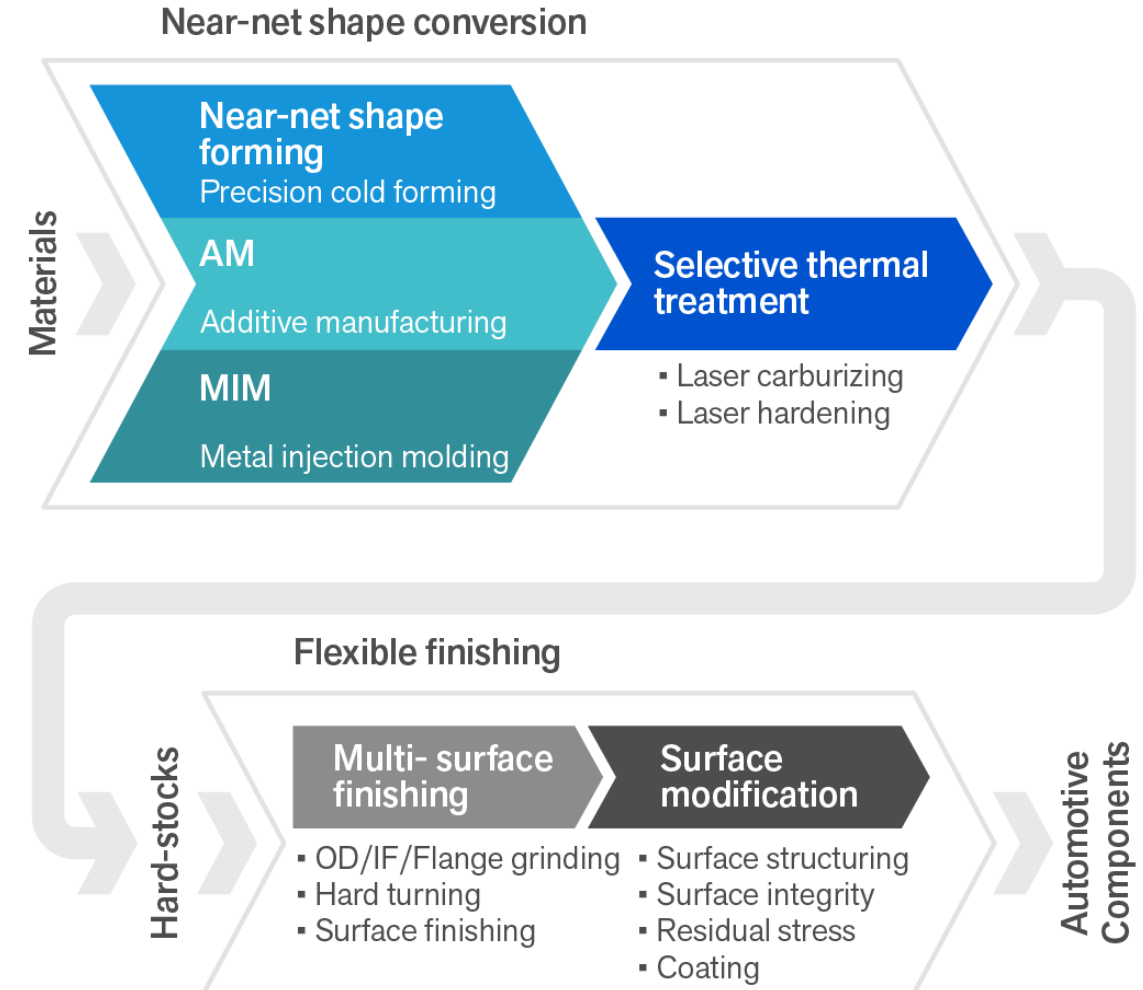 Near-net shape conversion
Materials
Near-net shape
forming
Precision cold forming
AM
Additive manufacturing
MIM
Metal injection molding
Selective thermal
treatment
▪ Laser carburizing
▪ Laser hardening
Flexible finishing
Hard-stocks
Multi- surface
finishing
▪ OD/IF/Flange grinding
▪ Hard turning
▪ Surface finishing
Surface
modification
▪ Surface structuring
▪ Surface integrity
▪ Residual stress
▪ Coating
Automotive
Components